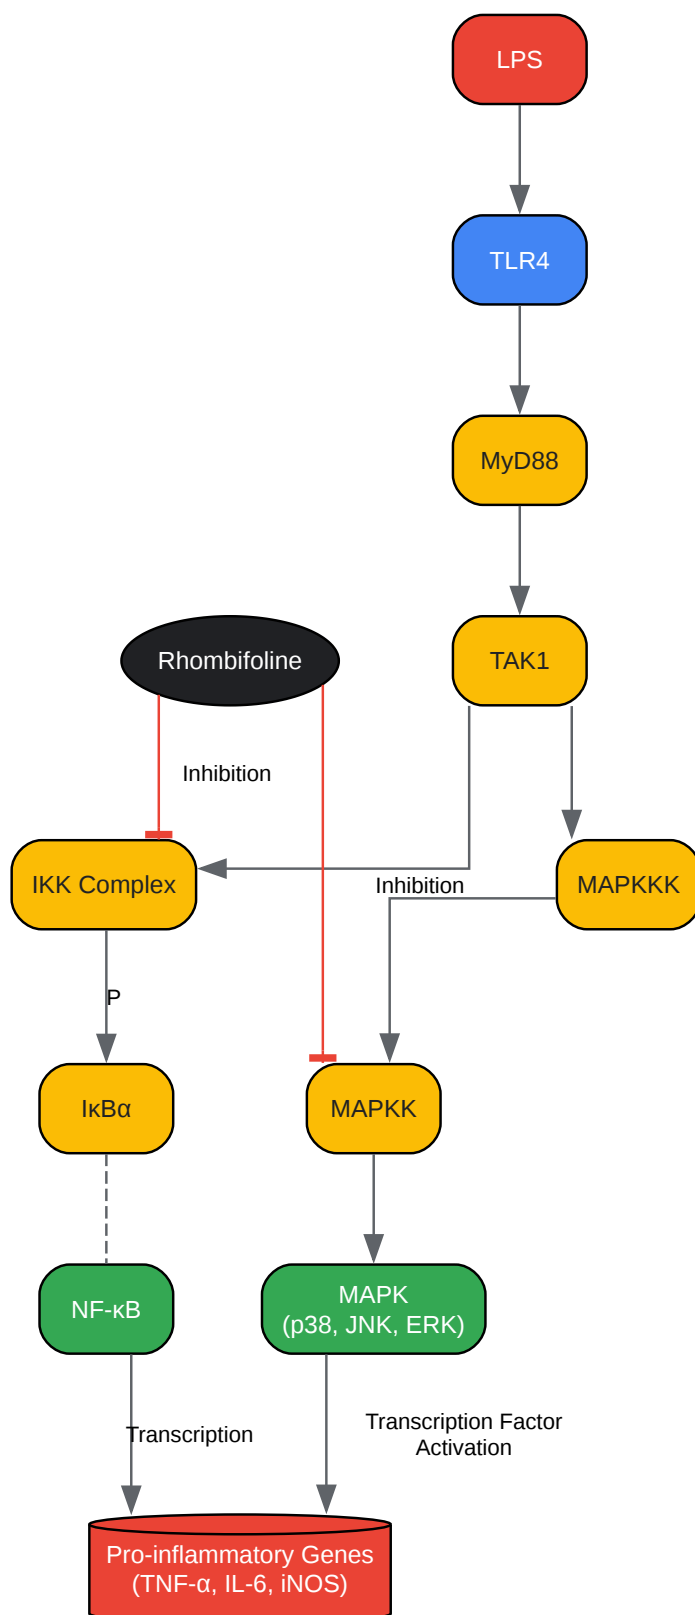 LPS
TLR4
MyD88
Rhombifoline
TAK1
Inhibition
IKK Complex
Inhibition
MAPKKK
P
IκBα
MAPKK
NF-κB
MAPK
(p38, JNK, ERK)
Transcription
Transcription Factor
Activation
Pro-inflammatory Genes
(TNF-α, IL-6, iNOS)